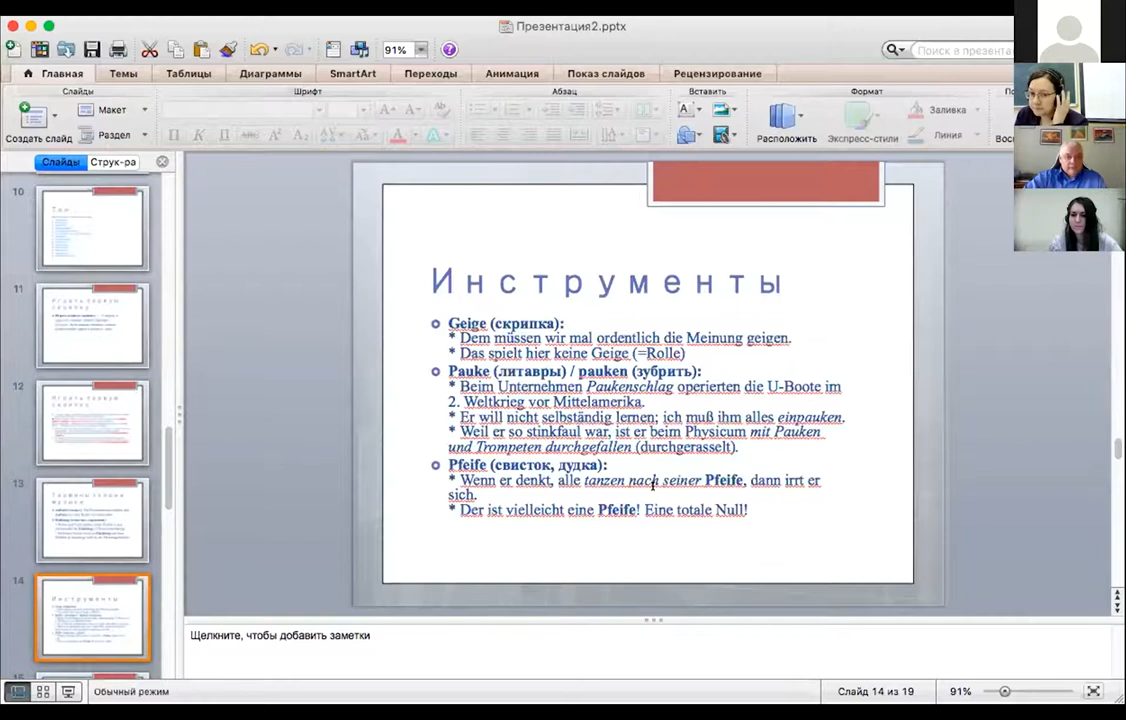 Презентация2.pptx
91%
Поиск в презента
Главная
Темы
Таблицы
Диаграммы
SmartArt
Переходы
Анимация
Показ слайдов
Рецензирование
Слайды
Шрифт
Абзац
Вставить
Формат
Макет
Создать слайд
Раздел
Расположить
Экспресс-стили
Заливка
Линия
Слайды
Струк-ра
10
11
12
13
14
Инструменты
Geige (скрипка):
* Dem müssen wir mal ordentlich die Meinung geigen.
* Das spielt hier keine Geige (=Rolle)
Pauke (литавры) / pauken (зубрить):
* Beim Unternehmen Paukenschlag operierten die U-Boote im
2. Weltkrieg vor Mittelamerika.
* Er will nicht selbständig lernen; ich muß ihm alles einpauken.
* Weil er so stinkfaul war, ist er beim Physicum mit Pauken
und Trompeten durchgefallen (durchgerasselt).
Pfeife (свисток, дудка):
* Wenn er denkt, alle tanzen nach seiner Pfeife, dann irrt er
sich.
* Der ist vielleicht eine Pfeife! Eine totale Null!
Щелкните, чтобы добавить заметки
Обычный режим
Слайд 14 из 19
91%